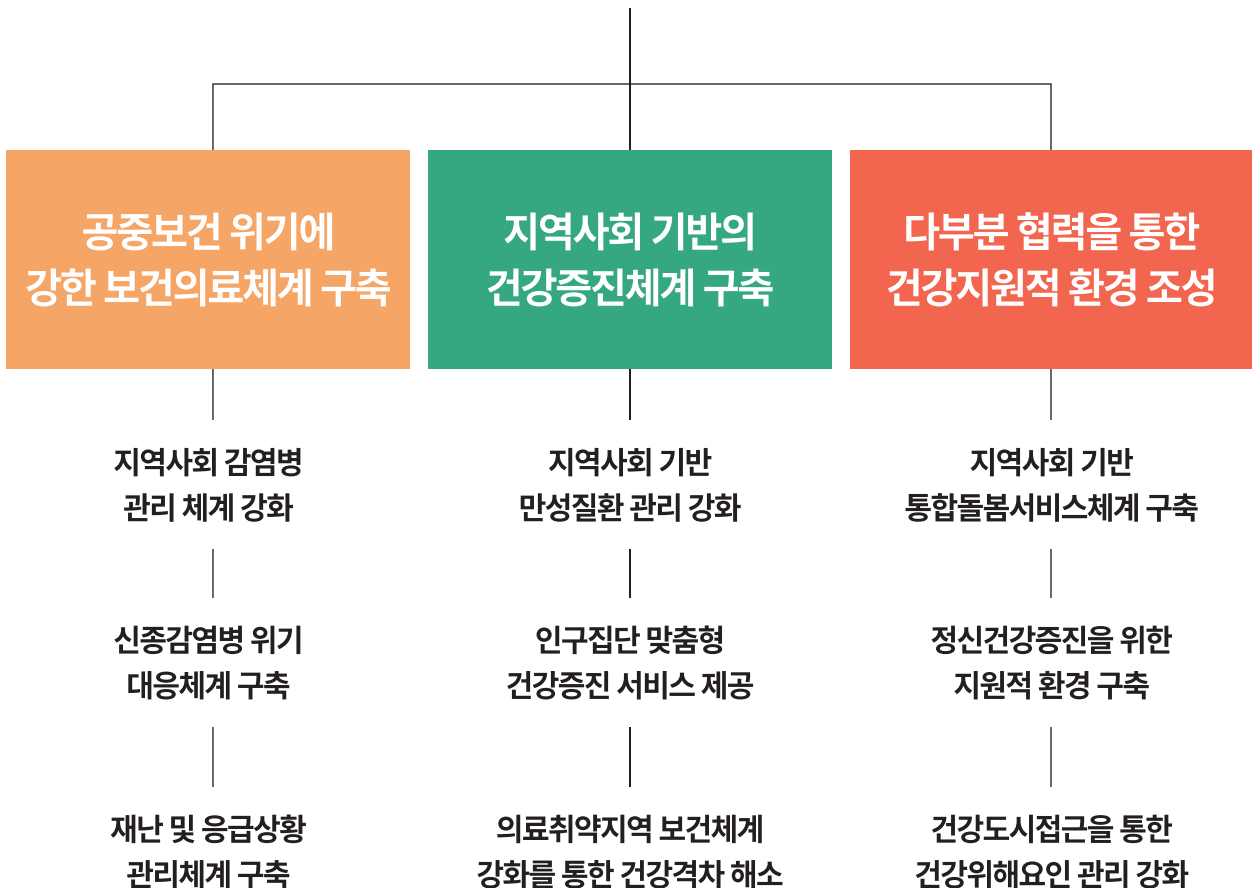 공중보건 위기에
강한 보건의료체계 구축
지역사회 감염병
관리 체계 강화
신종감염병 위기
대응체계 구축
재난 및 응급상황
관리체계 구축
지역사회 기반의
건강증진체계 구축
지역사회 기반
만성질환 관리 강화
인구집단 맞춤형
건강증진 서비스 제공
의료취약지역 보건체계
강화를 통한 건강격차 해소
다부분 협력을 통한
건강지원적 환경 조성
지역사회 기반
통합돌봄서비스체계 구축
정신건강증진을 위한
지원적 환경 구축
건강도시접근을 통한
건강위해요인 관리 강화